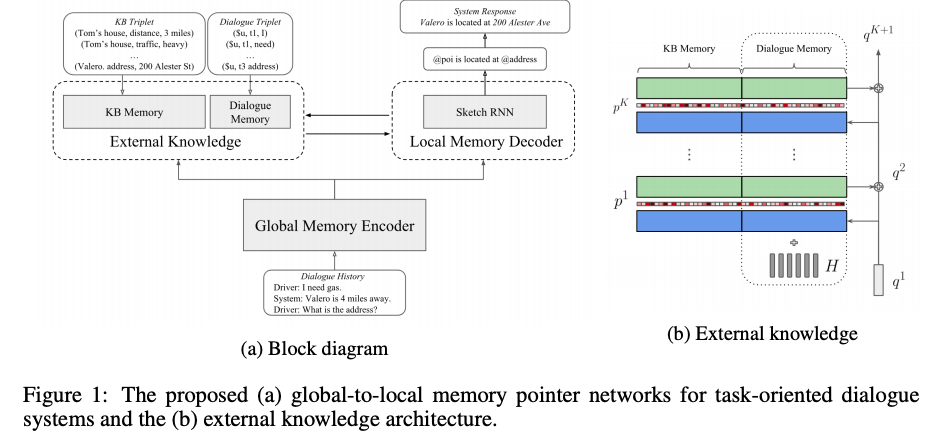 KB Triplet
(Tom's house, distance, 3 miles)
(Tom's house, traffic, heavy)
...
(Valero. address, 200 Alester St)
Dialogue Triplet
($u, t1, I)
($u, t1, need)
...
($u, t3 address)
System Response
Valero is located at 200 Alester Ave
@poi is located at @address
KB Memory
Dialogue
Memory
External Knowledge
Sketch RNN
Local Memory Decoder
Global Memory Encoder
Dialogue History
Driver: I need gas.
System: Valero is 4 miles away.
Driver: What is the address?
(a) Block diagram
KB Memory
Dialogue Memory
q^{K+1}
p^K
⋮ ⋮
q^2
p^1
H
q^1
(b) External knowledge
Figure 1: The proposed (a) global-to-local memory pointer networks for task-oriented dialogue
systems and the (b) external knowledge architecture.